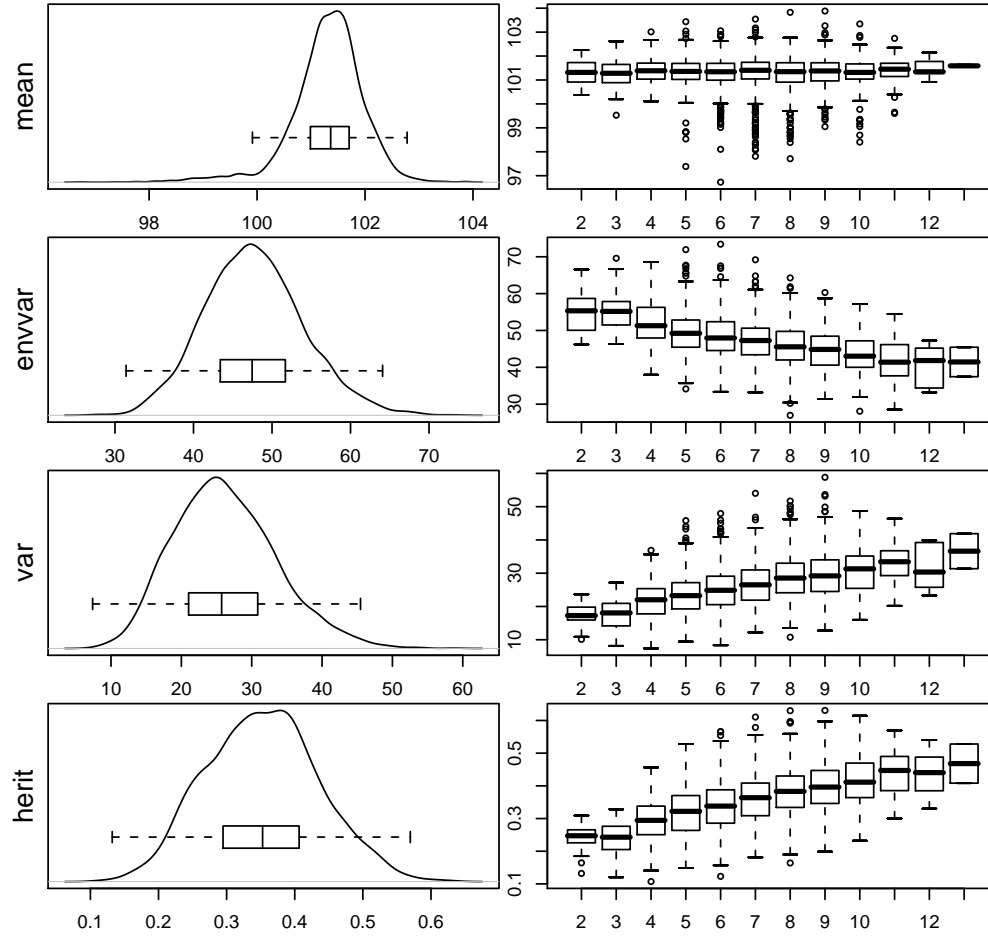 mean
98 100 102 104
97 99 101 103
2 3 4 5 6 7 8 9 10 12
envvar
30 40 50 60 70
30 40 50 60 70
2 3 4 5 6 7 8 9 10 12
var
10 20 30 40 50 60
10 30 50
2 3 4 5 6 7 8 9 10 12
herit
0.1 0.2 0.3 0.4 0.5 0.6
0.1 0.3 0.5
2 3 4 5 6 7 8 9 10 12